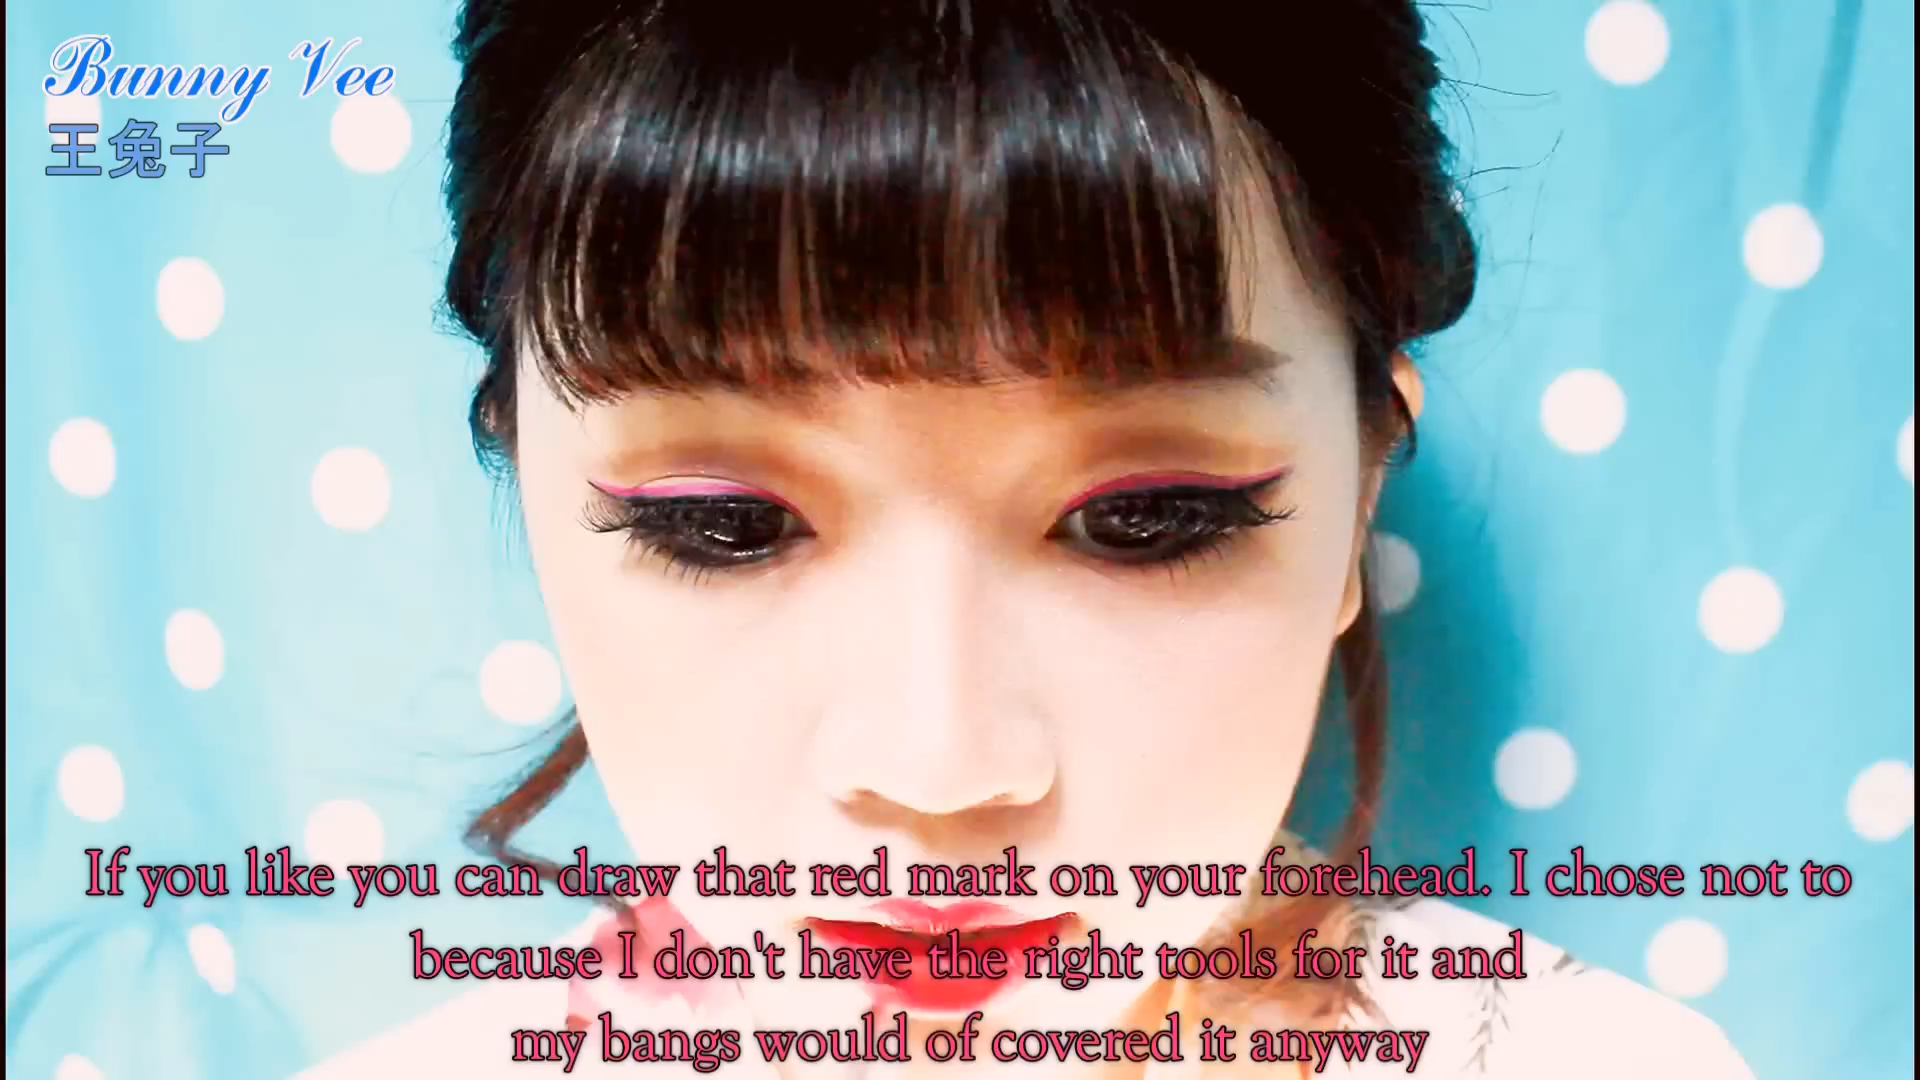 Bunny Vee
王兔子
If you like you can draw that red mark on your forehead. I chose not to
because I don't have the right tools for it and
my bangs would of covered it anyway